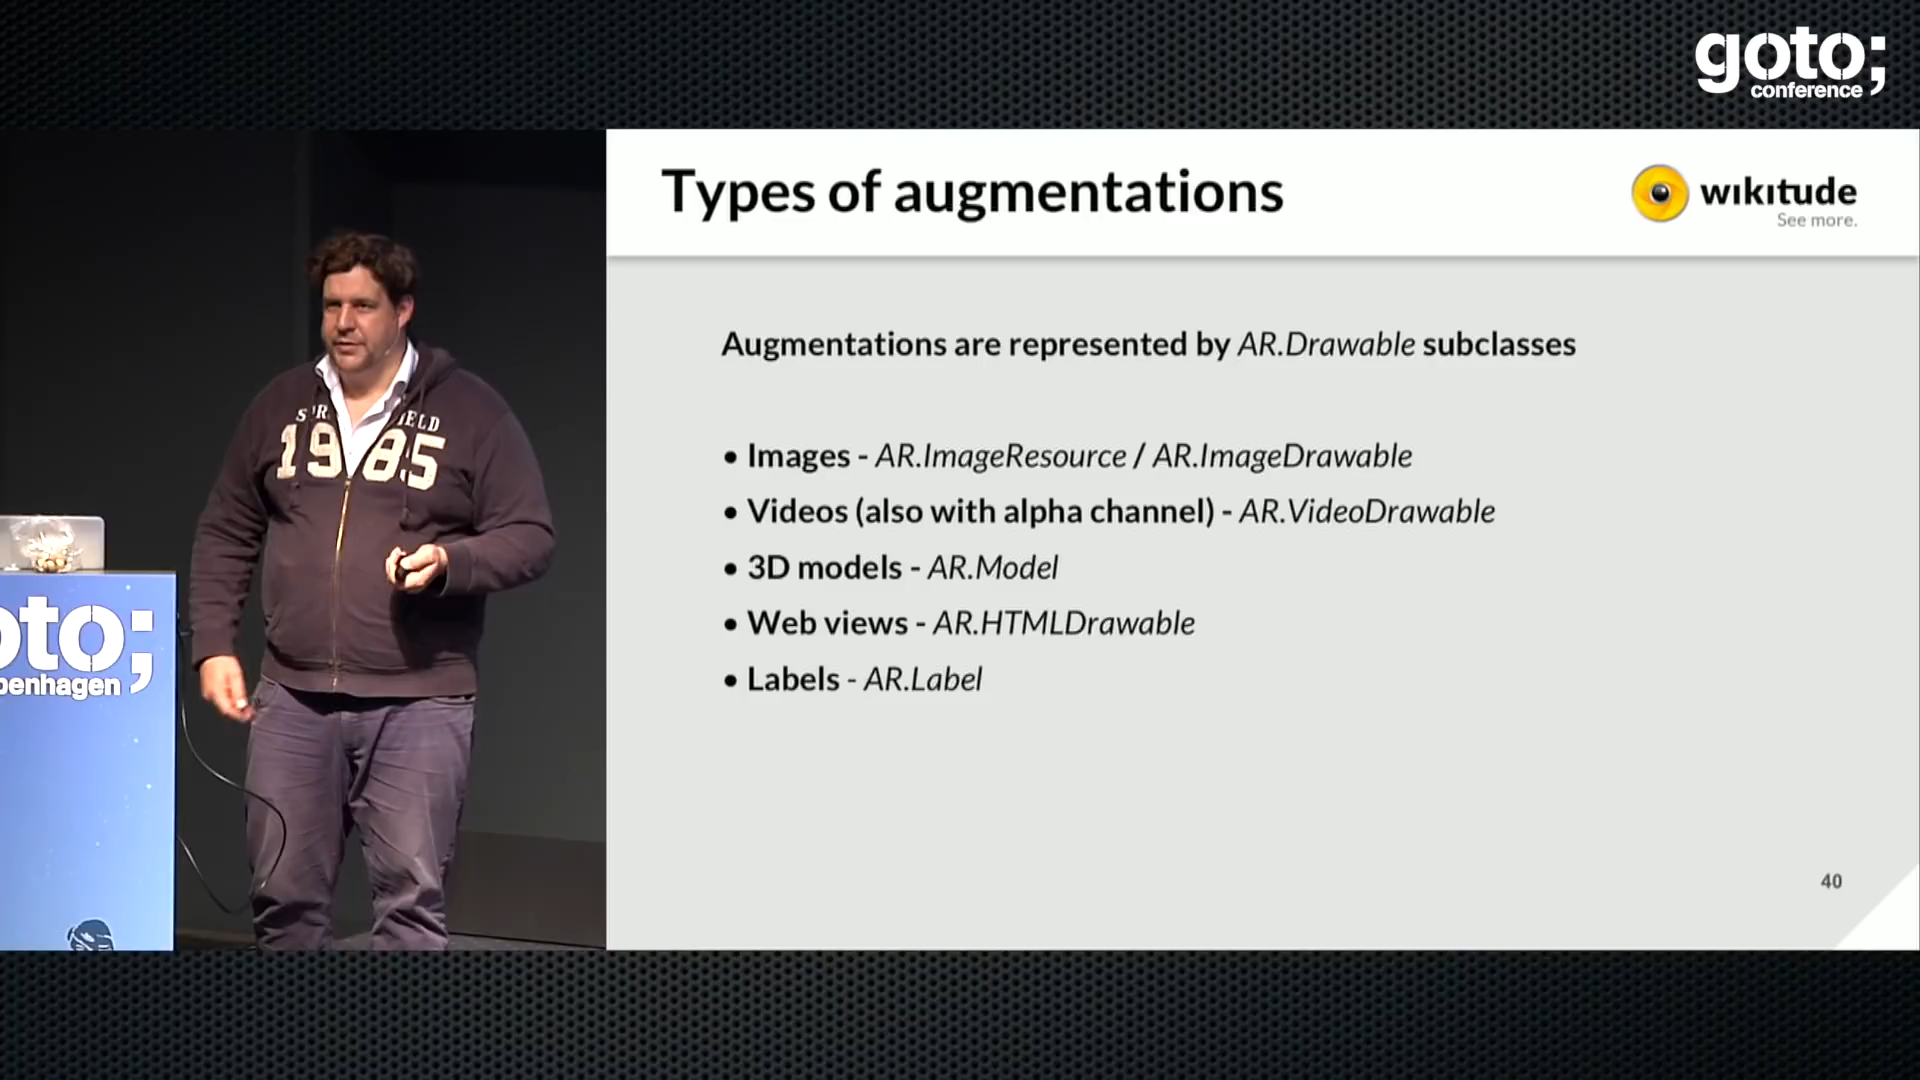 goto;
conference
Types of augmentations
wikitude
See more.
Augmentations are represented by AR.Drawable subclasses
• Images - AR.ImageResource / AR.ImageDrawable
• Videos (also with alpha channel) - AR.VideoDrawable
• 3D models - AR.Model
• Web views - AR.HTMLDrawable
• Labels - AR.Label
40
1985
oto;
penhagen